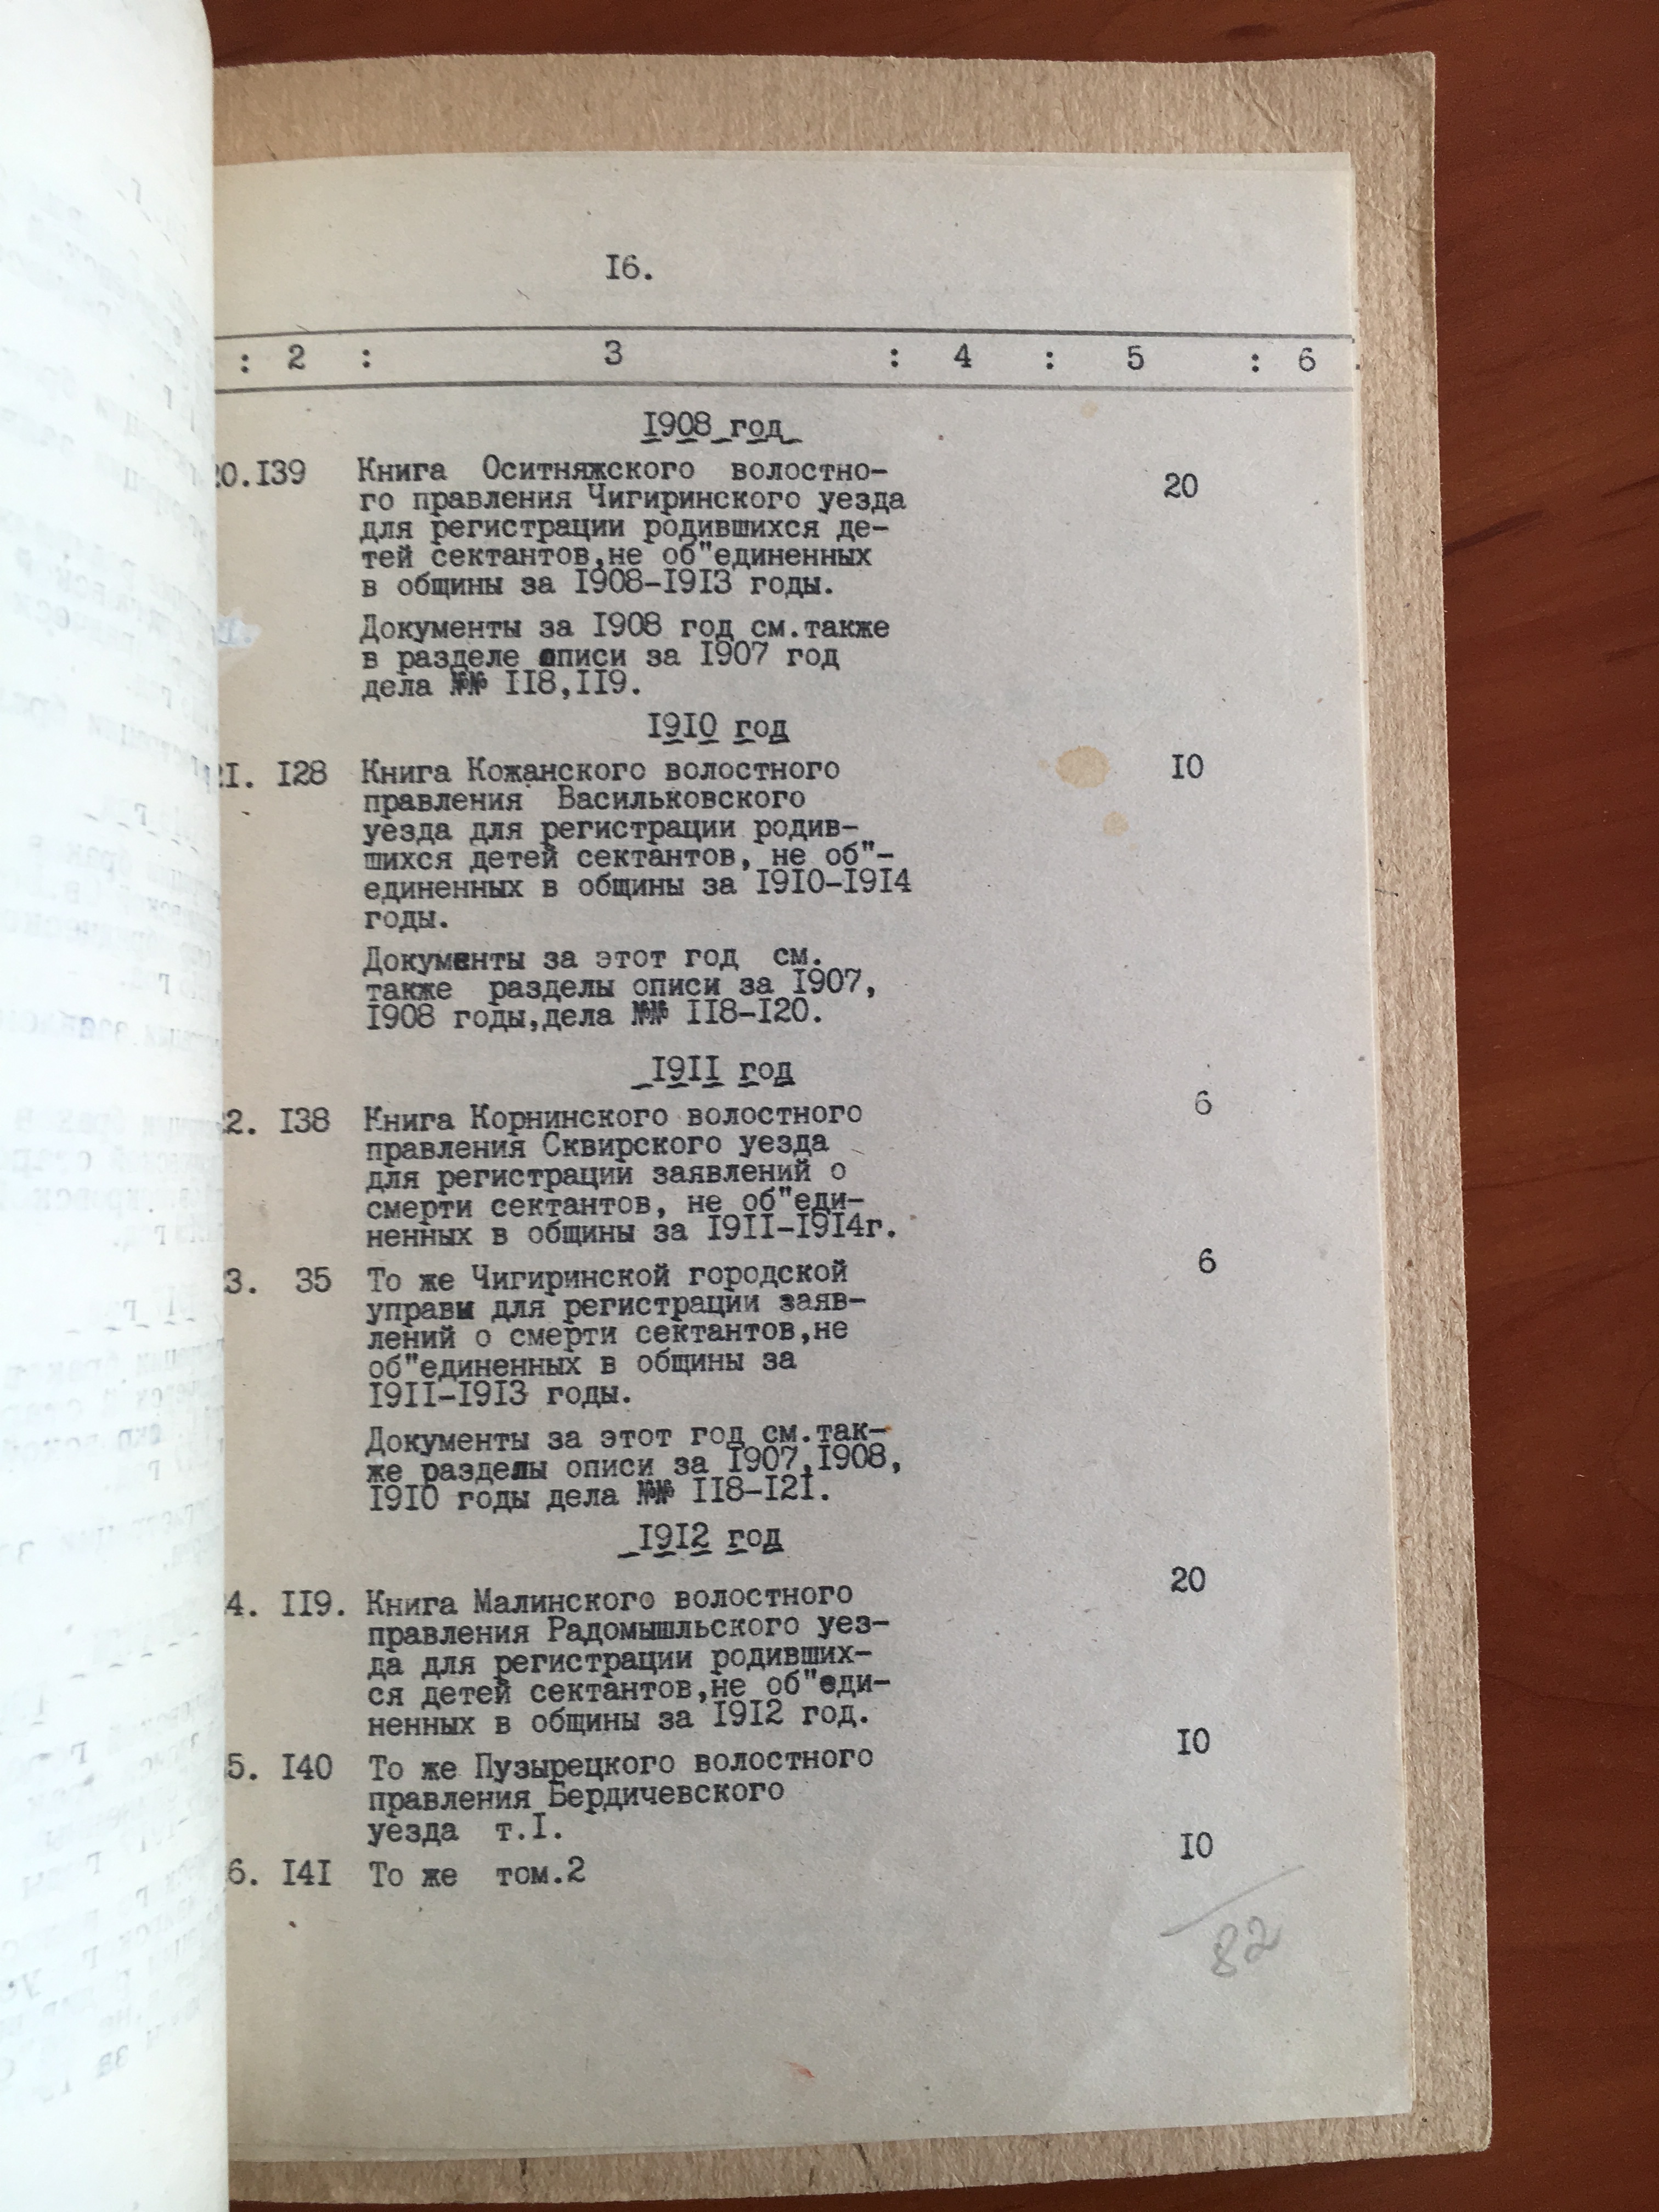 I6.
: 2 : 3 : 4 : 5 : 6 :
I908 год
20.I39 Книга Оситняжского волостно- 20
го правления Чигиринского уезда
для регистрации родившихся де-
тей сектантов,не об"единенных
в общины за I908-I9I3 годы.
Документы за I908 год см.также
в разделе описи за I907 год
дела №№ II8,II9.
I9I0 год
2I. I28 Книга Кожанского волостного I0
правления Васильковского
уезда для регистрации родив-
шихся детей сектантов, не об"-
единенных в общины за I9I0-I9I4
годы.
Документы за этот год см.
также разделы описи за I907,
I908 годы,дела №№ II8-I20.
I9II год
2. I38 Книга Корнинского волостного 6
правления Сквирского уезда
для регистрации заявлений о
смерти сектантов, не об"еди-
ненных в общины за I9II-I9I4г.
3. 35 То же Чигиринской городской 6
управы для регистрации заяв-
лений о смерти сектантов,не
об"единенных в общины за
I9II-I9I3 годы.
Документы за этот год см.так-
же разделы описи за I907,I908,
I9I0 годы дела №№ II8-I2I.
I9I2 год
4. II9. Книга Малинского волостного 20
правления Радомышльского уез-
да для регистрации родивших-
ся детей сектантов,не об"еди-
ненных в общины за I9I2 год.
5. I40 То же Пузырецкого волостного I0
правления Бердичевского
уезда т.I.
6. I4I То же том.2 I0
82